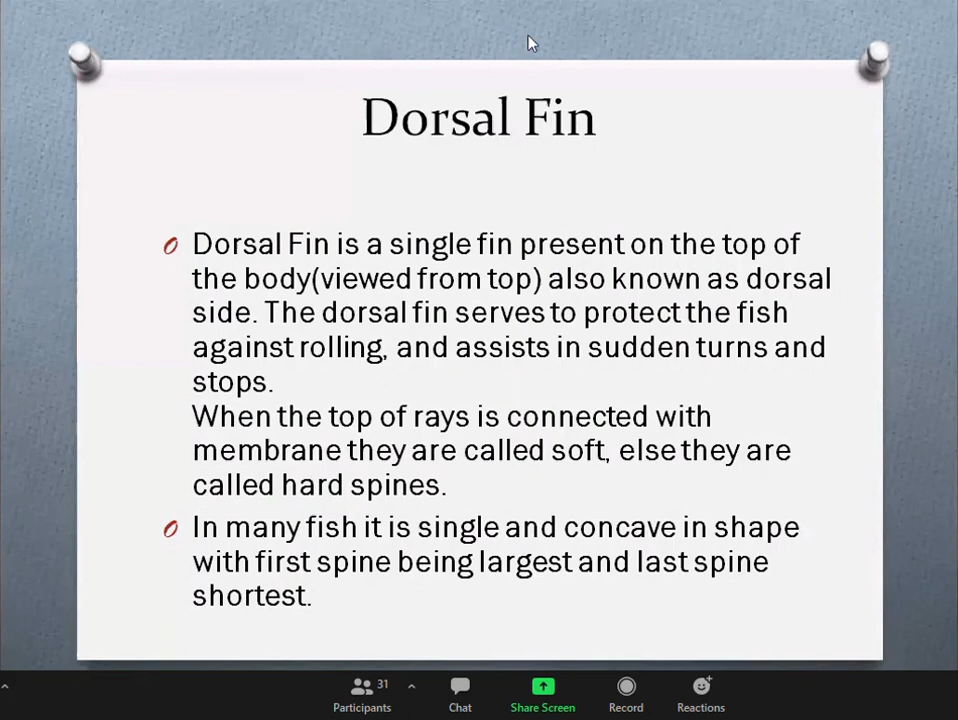 Dorsal Fin
Dorsal Fin is a single fin present on the top of
the body(viewed from top) also known as dorsal
side. The dorsal fin serves to protect the fish
against rolling, and assists in sudden turns and
stops.
When the top of rays is connected with
membrane they are called soft, else they are
called hard spines.
In many fish it is single and concave in shape
with first spine being largest and last spine
shortest.
31
Participants Chat Share Screen Record Reactions